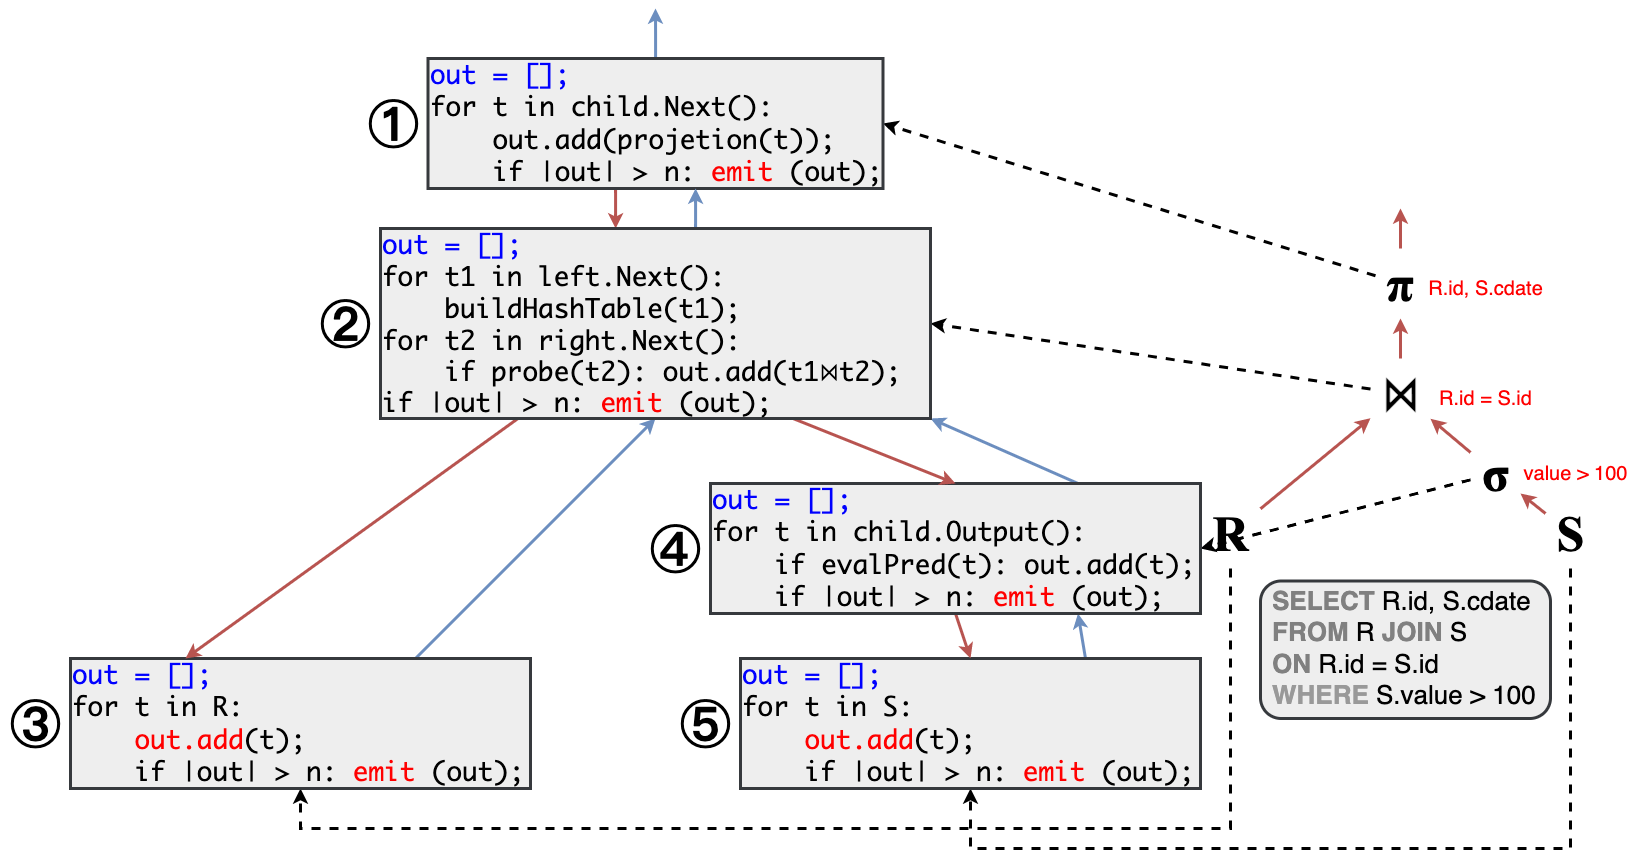 ①
out = [];
for t in child.Next():
out.add(projetion(t));
if |out| > n: emit (out);
②
out = [];
for t1 in left.Next():
buildHashTable(t1);
for t2 in right.Next():
if probe(t2): out.add(t1⋈t2);
if |out| > n: emit (out);
③
out = [];
for t in R:
out.add(t);
if |out| > n: emit (out);
④
out = [];
for t in child.Output():
if evalPred(t): out.add(t);
if |out| > n: emit (out);
⑤
out = [];
for t in S:
out.add(t);
if |out| > n: emit (out);
π R.id, S.cdate
⋈ R.id = S.id
σ value > 100
R
S
SELECT R.id, S.cdate
FROM R JOIN S
ON R.id = S.id
WHERE S.value > 100